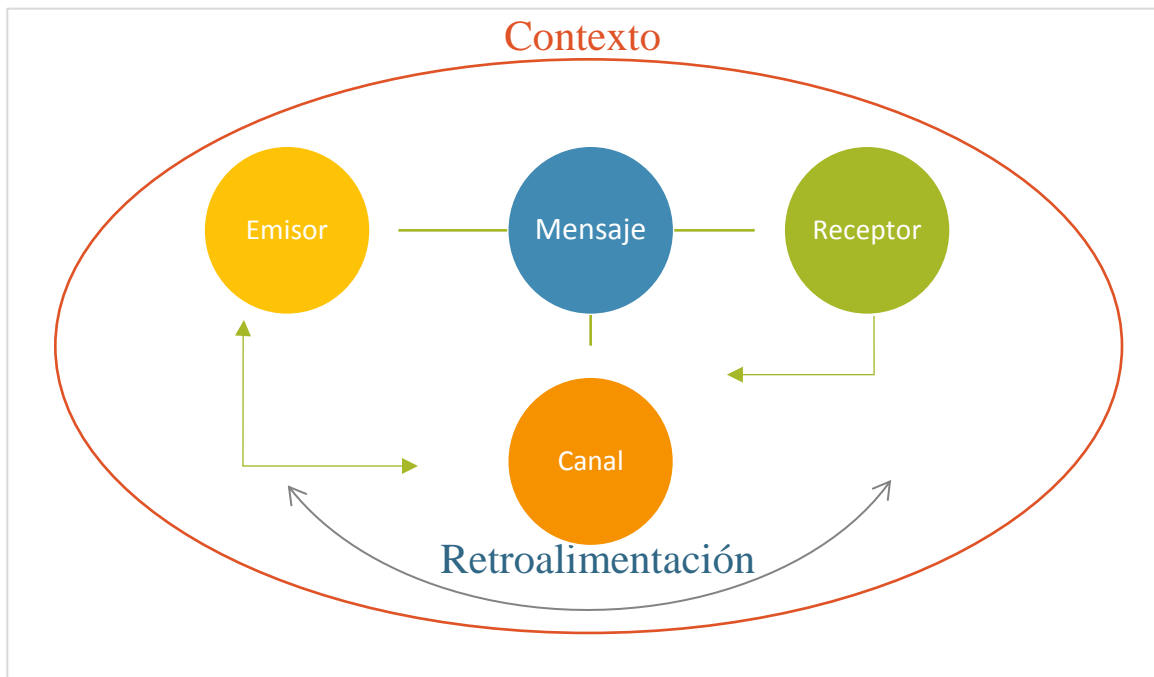 Contexto
Emisor
Mensaje
Receptor
Canal
Retroalimentación